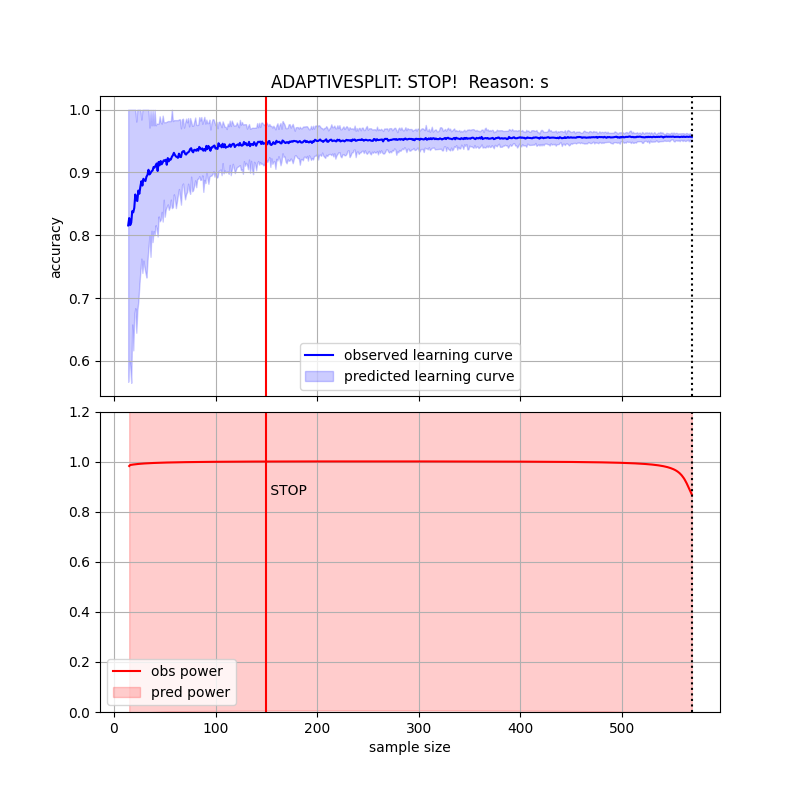 ADAPTIVESPLIT: STOP!  Reason: s
1.0
0.9
0.8
0.7
0.6
accuracy
observed learning curve
predicted learning curve
1.2
1.0
0.8
0.6
0.4
0.2
0.0
STOP
obs power
pred power
0 100 200 300 400 500
sample size